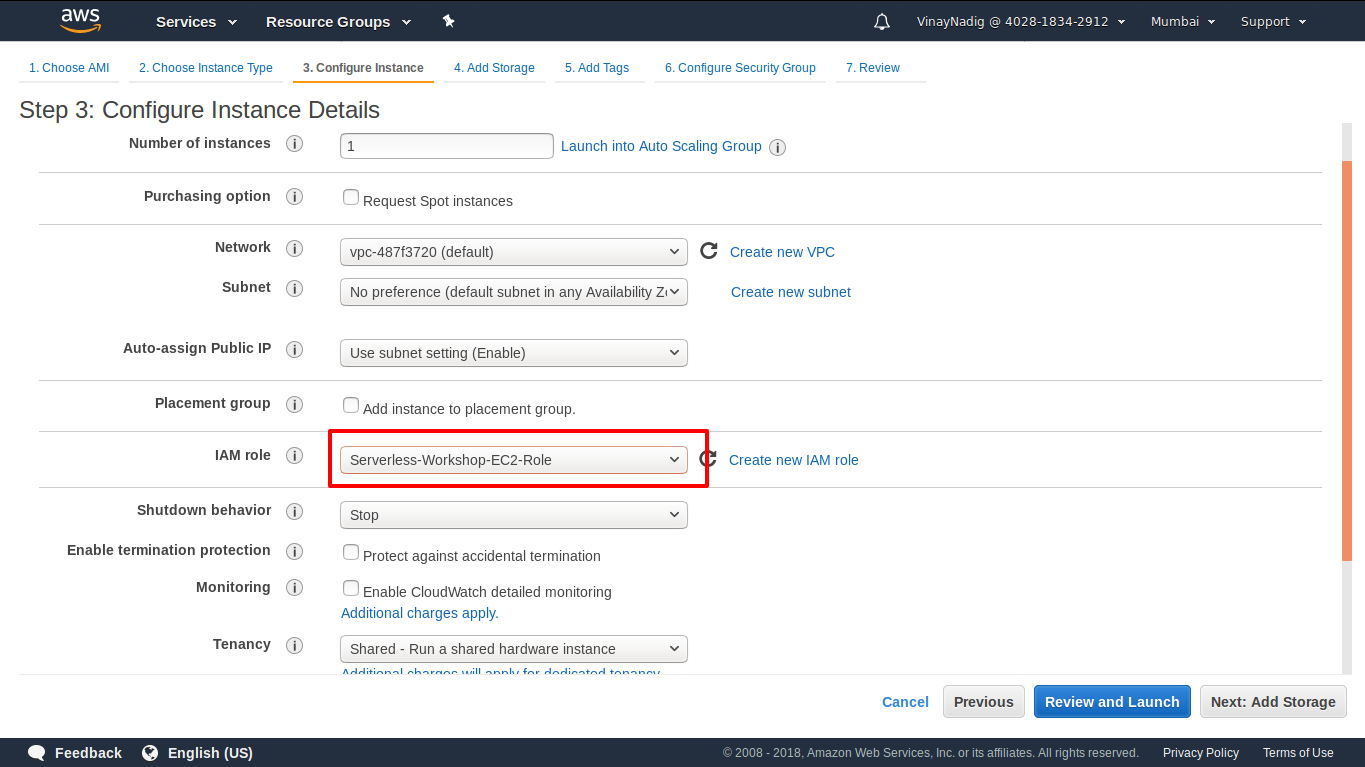 aws Services Resource Groups VinayNadig @ 4028-1834-2912 Mumbai Support
1. Choose AMI 2. Choose Instance Type 3. Configure Instance 4. Add Storage 5. Add Tags 6. Configure Security Group 7. Review
Step 3: Configure Instance Details
Number of instances i 1 Launch into Auto Scaling Group i
Purchasing option i Request Spot instances
Network i vpc-487f3720 (default) Create new VPC
Subnet i No preference (default subnet in any Availability Zo Create new subnet
Auto-assign Public IP i Use subnet setting (Enable)
Placement group i Add instance to placement group.
IAM role i Serverless-Workshop-EC2-Role Create new IAM role
Shutdown behavior i Stop
Enable termination protection i Protect against accidental termination
Monitoring i Enable CloudWatch detailed monitoring
Additional charges apply.
Tenancy i Shared - Run a shared hardware instance
Additional charges will apply for dedicated tenancy.
Cancel Previous Review and Launch Next: Add Storage
Feedback English (US) © 2008 - 2018, Amazon Web Services, Inc. or its affiliates. All rights reserved. Privacy Policy Terms of Use